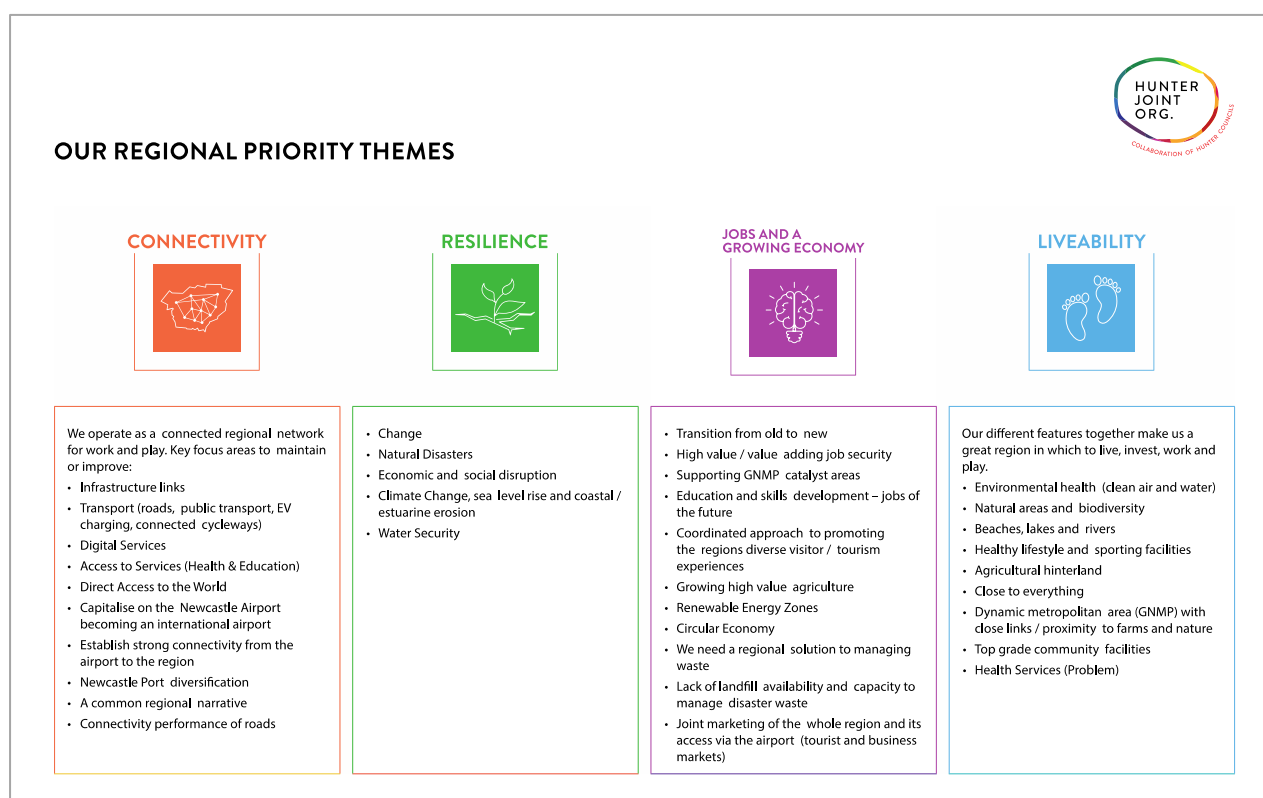 HUNTER
JOINT
ORG.
COLLABORATION OF HUNTER COUNCILS
OUR REGIONAL PRIORITY THEMES
CONNECTIVITY
We operate as a connected regional network
for work and play. Key focus areas to maintain
or improve:
• Infrastructure links
• Transport (roads, public transport, EV
charging, connected cycleways)
• Digital Services
• Access to Services (Health & Education)
• Direct Access to the World
• Capitalise on the Newcastle Airport
becoming an international airport
• Establish strong connectivity from the
airport to the region
• Newcastle Port diversification
• A common regional narrative
• Connectivity performance of roads
RESILIENCE
• Change
• Natural Disasters
• Economic and social disruption
• Climate Change, sea level rise and coastal /
estuarine erosion
• Water Security
JOBS AND A
GROWING ECONOMY
• Transition from old to new
• High value / value adding job security
• Supporting GNMP catalyst areas
• Education and skills development – jobs of
the future
• Coordinated approach to promoting
the regions diverse visitor / tourism
experiences
• Growing high value agriculture
• Renewable Energy Zones
• Circular Economy
• We need a regional solution to managing
waste
• Lack of landfill availability and capacity to
manage disaster waste
• Joint marketing of the whole region and its
access via the airport (tourist and business
markets)
LIVEABILITY
Our different features together make us a
great region in which to live, invest, work and
play.
• Environmental health (clean air and water)
• Natural areas and biodiversity
• Beaches, lakes and rivers
• Healthy lifestyle and sporting facilities
• Agricultural hinterland
• Close to everything
• Dynamic metropolitan area (GNMP) with
close links / proximity to farms and nature
• Top grade community facilities
• Health Services (Problem)